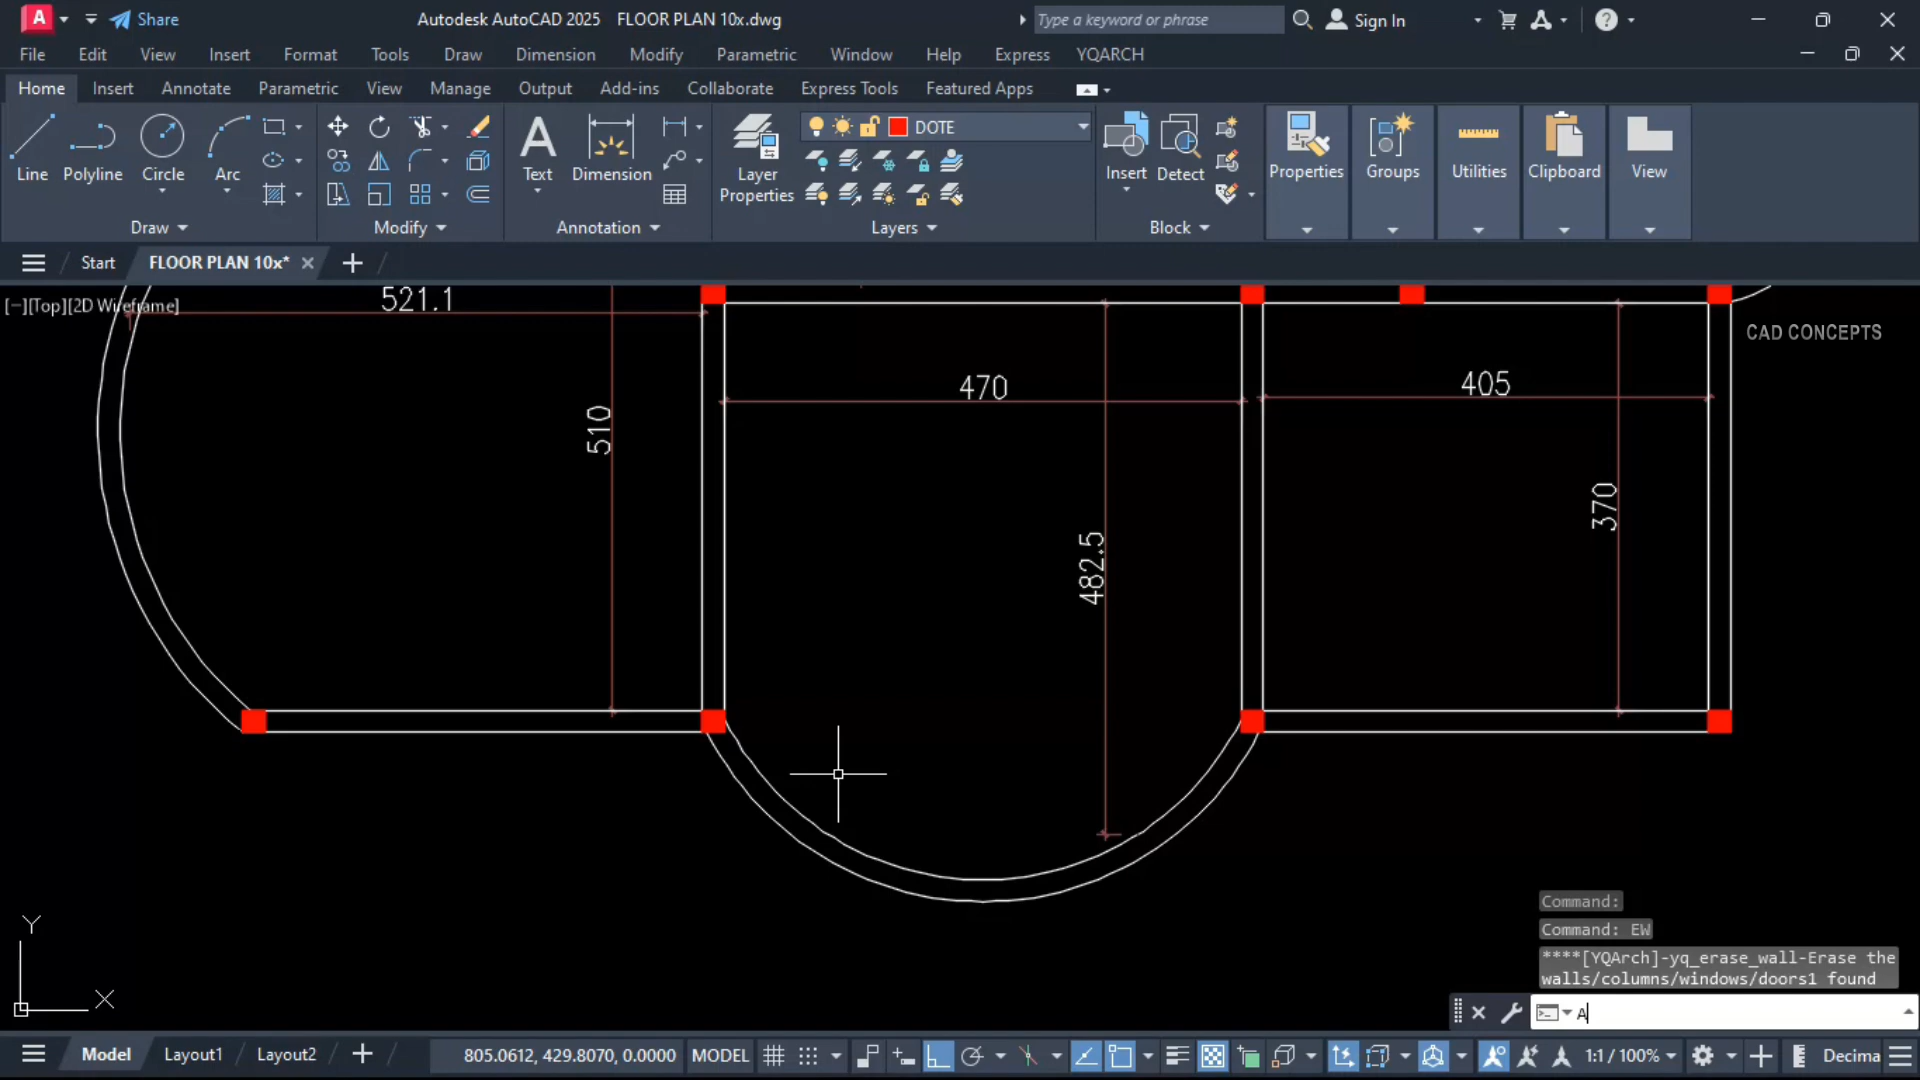 A Share Autodesk AutoCAD 2025 FLOOR PLAN 10x.dwg Type a keyword or phrase Sign In
File Edit View Insert Format Tools Draw Dimension Modify Parametric Window Help Express YQARCH
Home Insert Annotate Parametric View Manage Output Add-ins Collaborate Express Tools Featured Apps
DOTE
Line Polyline Circle Arc Text Dimension Layer Properties Insert Detect Properties Groups Utilities Clipboard View
Draw Modify Annotation Layers Block
Start FLOOR PLAN 10x*
[−][Top][2D Wireframe]
521.1
CAD CONCEPTS
470
405
510
370
482.5
Y
X
Command:
Command: EW
****[YQArch]-yq_erase_wall-Erase the
walls/columns/windows/doors1 found
A
Model Layout1 Layout2 805.0612, 429.8070, 0.0000 MODEL 1:1 / 100% Decima